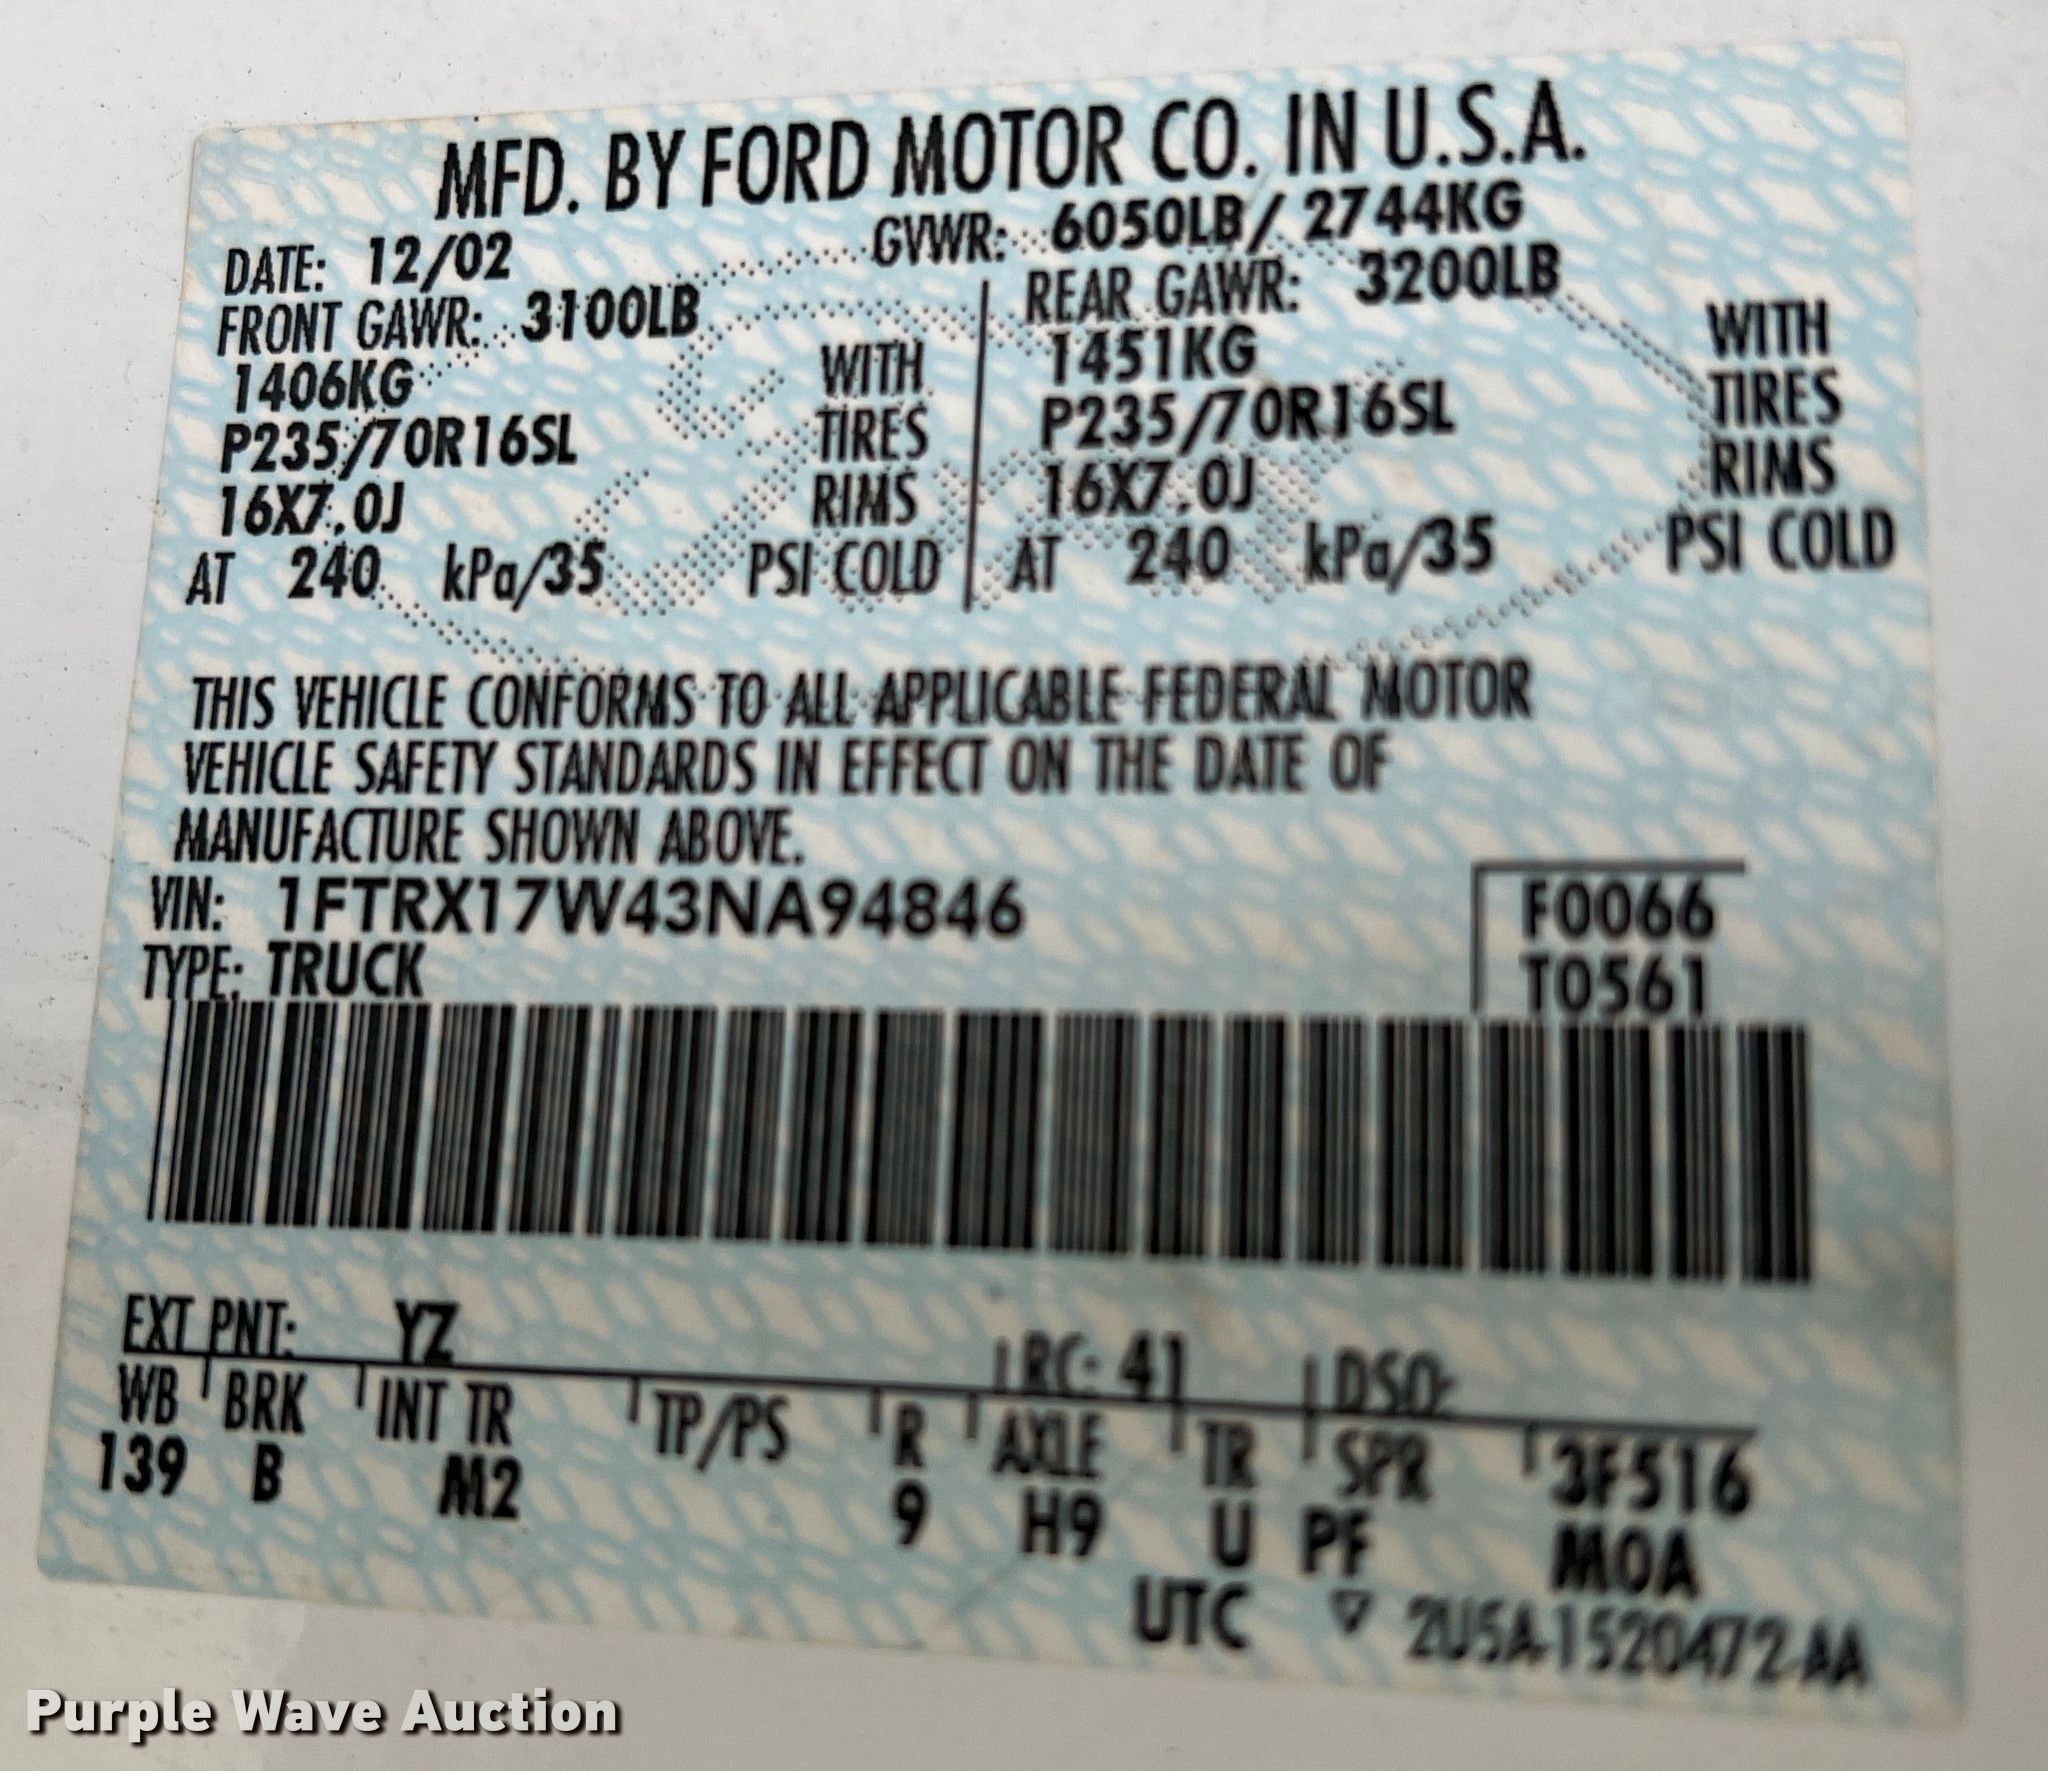 MFD. BY FORD MOTOR CO. IN U.S.A.
DATE: 12/02 GVWR: 6050LB/ 2744KG
FRONT GAWR: 3100LB REAR GAWR: 3200LB
1406KG WITH 1451KG WITH
P235/70R16SL TIRES P235/70R16SL TIRES
16X7.0J RIMS 16X7.0J RIMS
AT 240 kPa/35 PSI COLD AT 240 kPa/35 PSI COLD
THIS VEHICLE CONFORMS TO ALL APPLICABLE FEDERAL MOTOR
VEHICLE SAFETY STANDARDS IN EFFECT ON THE DATE OF
MANUFACTURE SHOWN ABOVE.
VIN: 1FTRX17W43NA94846 F0066
TYPE: TRUCK T0561
EXT PNT: YZ RC: 41 DSO:
WB BRK INT TR TP/PS R AXLE TR SPR 3F516
139 B M2 9 H9 U PF M0A
UTC ▽ 2U5A-1520472-AA
Purple Wave Auction